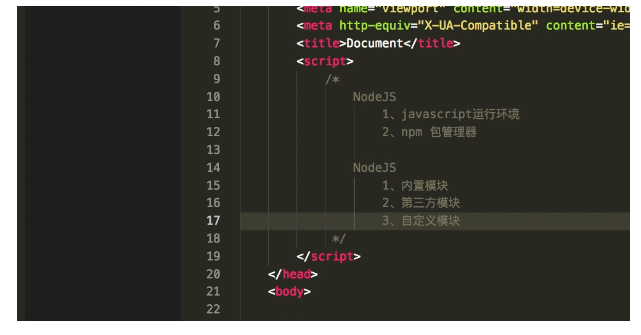 5 <meta name="viewport" content="width=device-wid
6 <meta http-equiv="X-UA-Compatible" content="ie=
7 <title>Document</title>
8 <script>
9 /*
10 NodeJS
11 1、javascript运行环境
12 2、npm 包管理器
13
14 NodeJS
15 1、内置模块
16 2、第三方模块
17 3、自定义模块
18 */
19 </script>
20 </head>
21 <body>
22